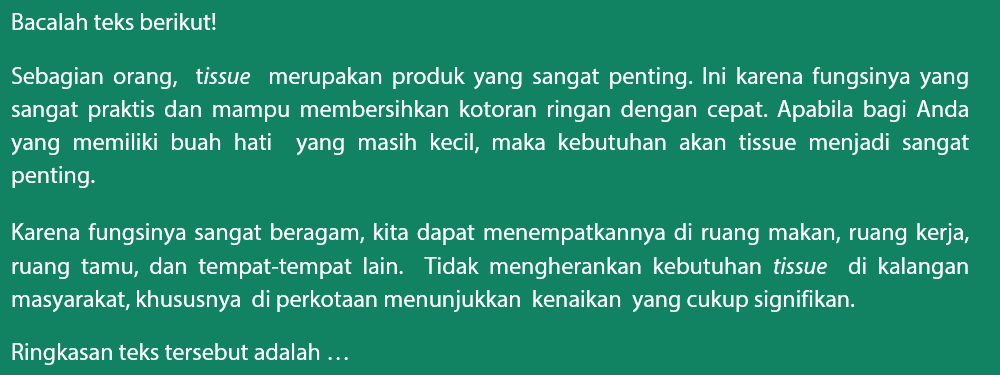 Bacalah teks berikut!
Sebagian orang, tissue merupakan produk yang sangat penting. Ini karena fungsinya yang
sangat praktis dan mampu membersihkan kotoran ringan dengan cepat. Apabila bagi Anda
yang memiliki buah hati yang masih kecil, maka kebutuhan akan tissue menjadi sangat
penting.
Karena fungsinya sangat beragam, kita dapat menempatkannya di ruang makan, ruang kerja,
ruang tamu, dan tempat-tempat lain. Tidak mengherankan kebutuhan tissue di kalangan
masyarakat, khususnya di perkotaan menunjukkan kenaikan yang cukup signifikan.
Ringkasan teks tersebut adalah …